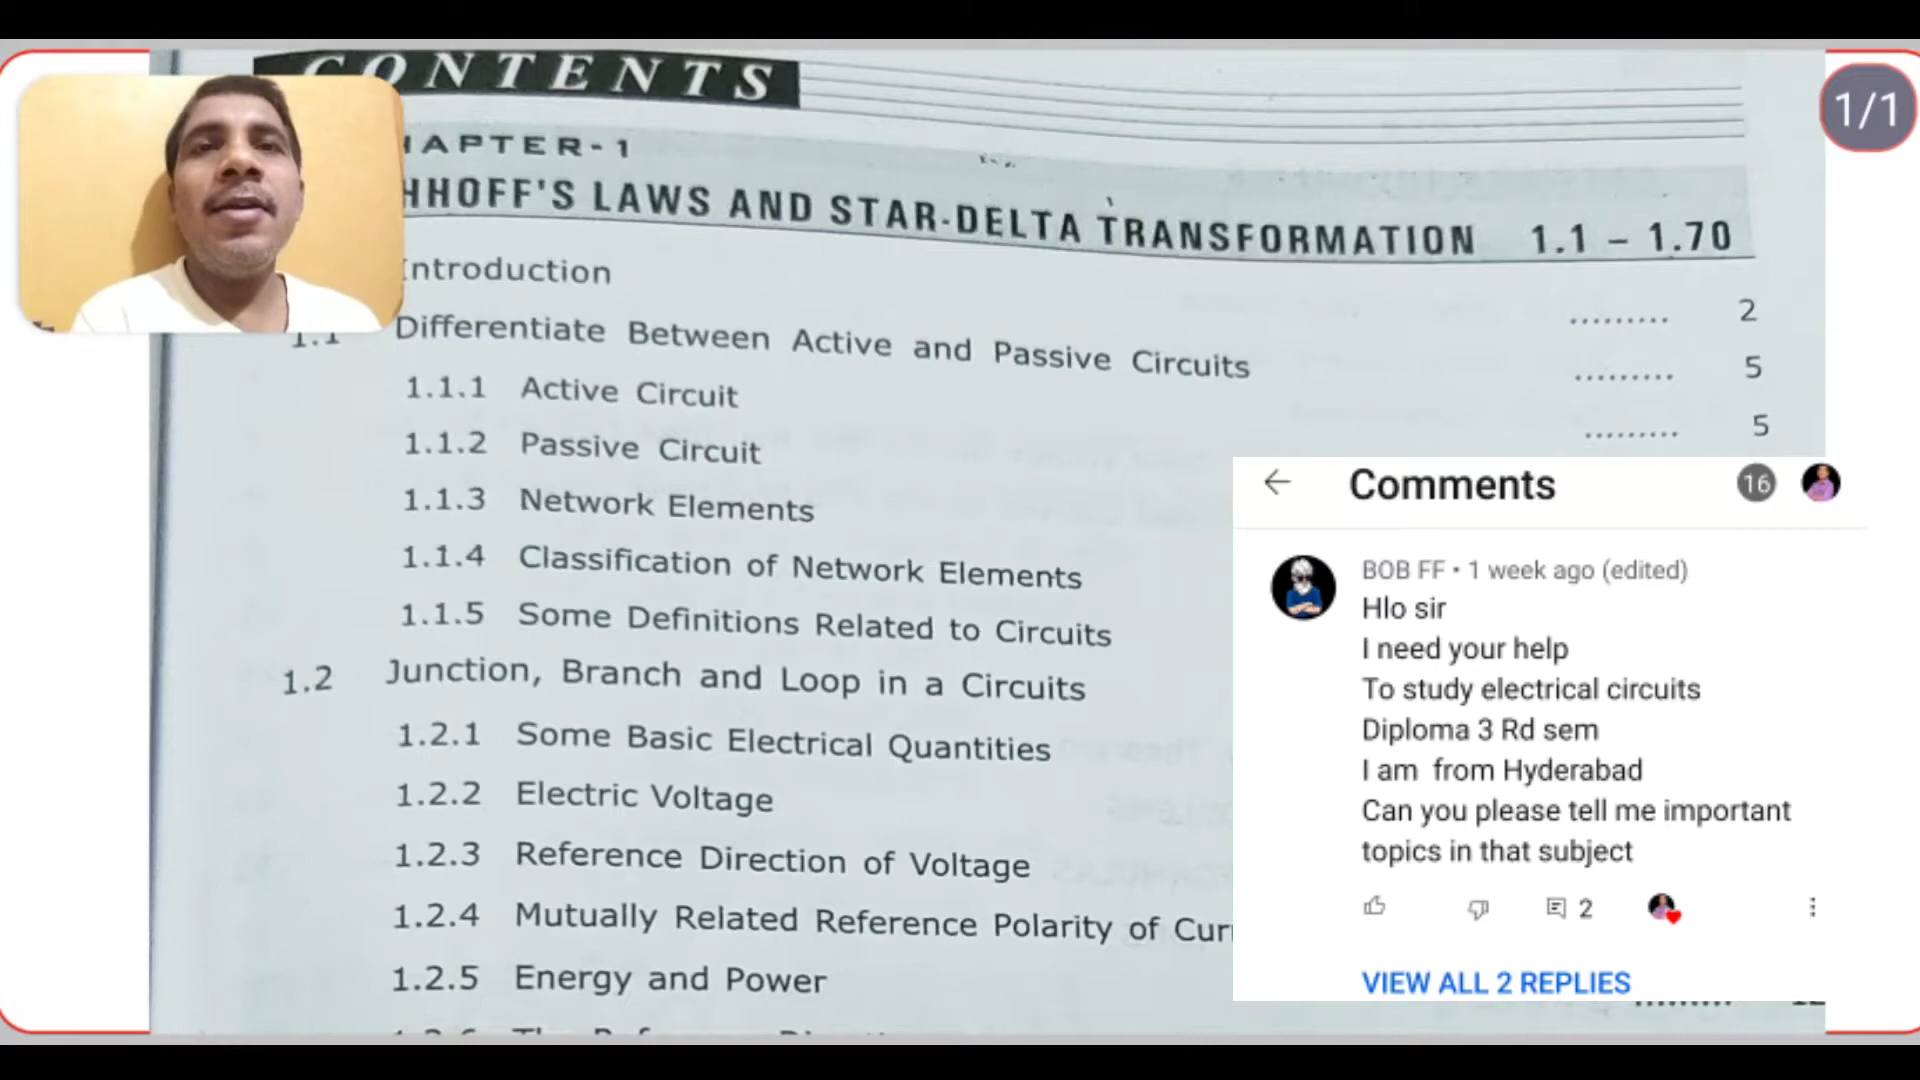 CONTENTS
1/1
HAPTER-1
HHOFF'S LAWS AND STAR-DELTA TRANSFORMATION 1.1 – 1.70
Introduction ......... 2
1.1 Differentiate Between Active and Passive Circuits ......... 5
1.1.1 Active Circuit ......... 5
1.1.2 Passive Circuit
1.1.3 Network Elements
1.1.4 Classification of Network Elements
1.1.5 Some Definitions Related to Circuits
1.2 Junction, Branch and Loop in a Circuits
1.2.1 Some Basic Electrical Quantities
1.2.2 Electric Voltage
1.2.3 Reference Direction of Voltage
1.2.4 Mutually Related Reference Polarity of Curr
1.2.5 Energy and Power
Comments 16
BOB FF • 1 week ago (edited)
Hlo sir
I need your help
To study electrical circuits
Diploma 3 Rd sem
I am from Hyderabad
Can you please tell me important
topics in that subject
2
VIEW ALL 2 REPLIES